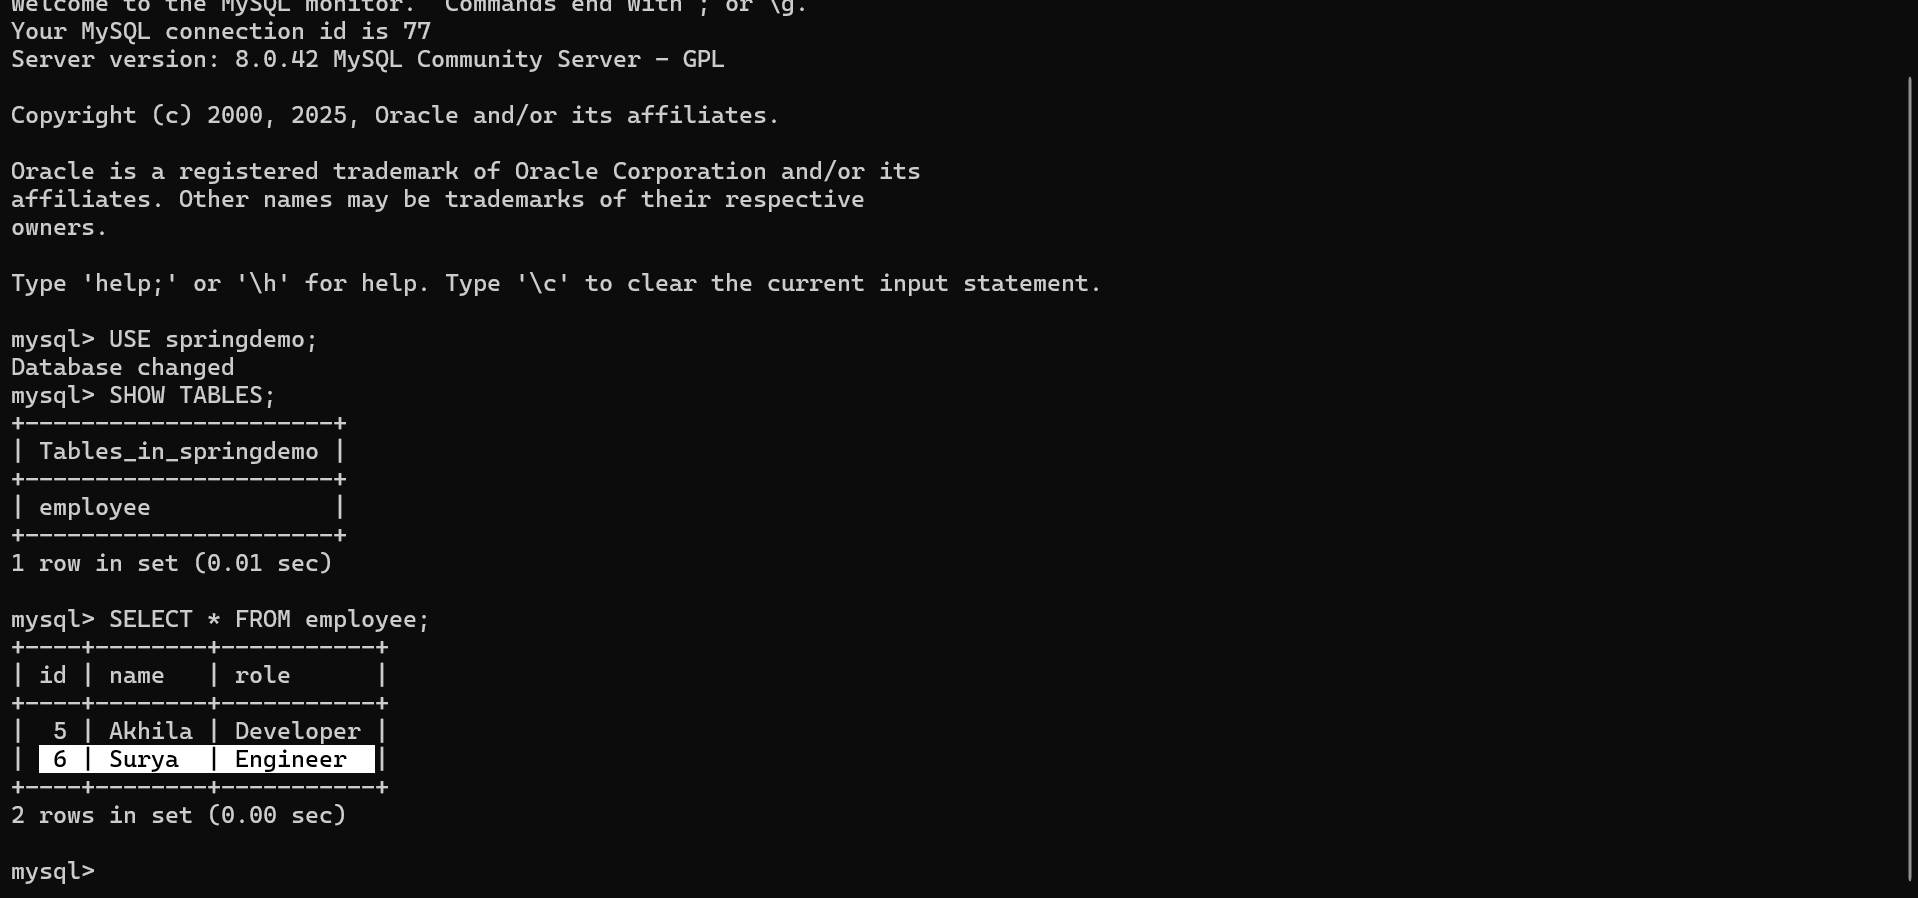 Welcome to the MySQL monitor.  Commands end with ; or \g.
Your MySQL connection id is 77
Server version: 8.0.42 MySQL Community Server - GPL

Copyright (c) 2000, 2025, Oracle and/or its affiliates.

Oracle is a registered trademark of Oracle Corporation and/or its
affiliates. Other names may be trademarks of their respective
owners.

Type 'help;' or '\h' for help. Type '\c' to clear the current input statement.

mysql> USE springdemo;
Database changed
mysql> SHOW TABLES;
+----------------------+
| Tables_in_springdemo |
+----------------------+
| employee             |
+----------------------+
1 row in set (0.01 sec)

mysql> SELECT * FROM employee;
+----+--------+-----------+
| id | name   | role      |
+----+--------+-----------+
|  5 | Akhila | Developer |
|  6 | Surya  | Engineer  |
+----+--------+-----------+
2 rows in set (0.00 sec)

mysql>